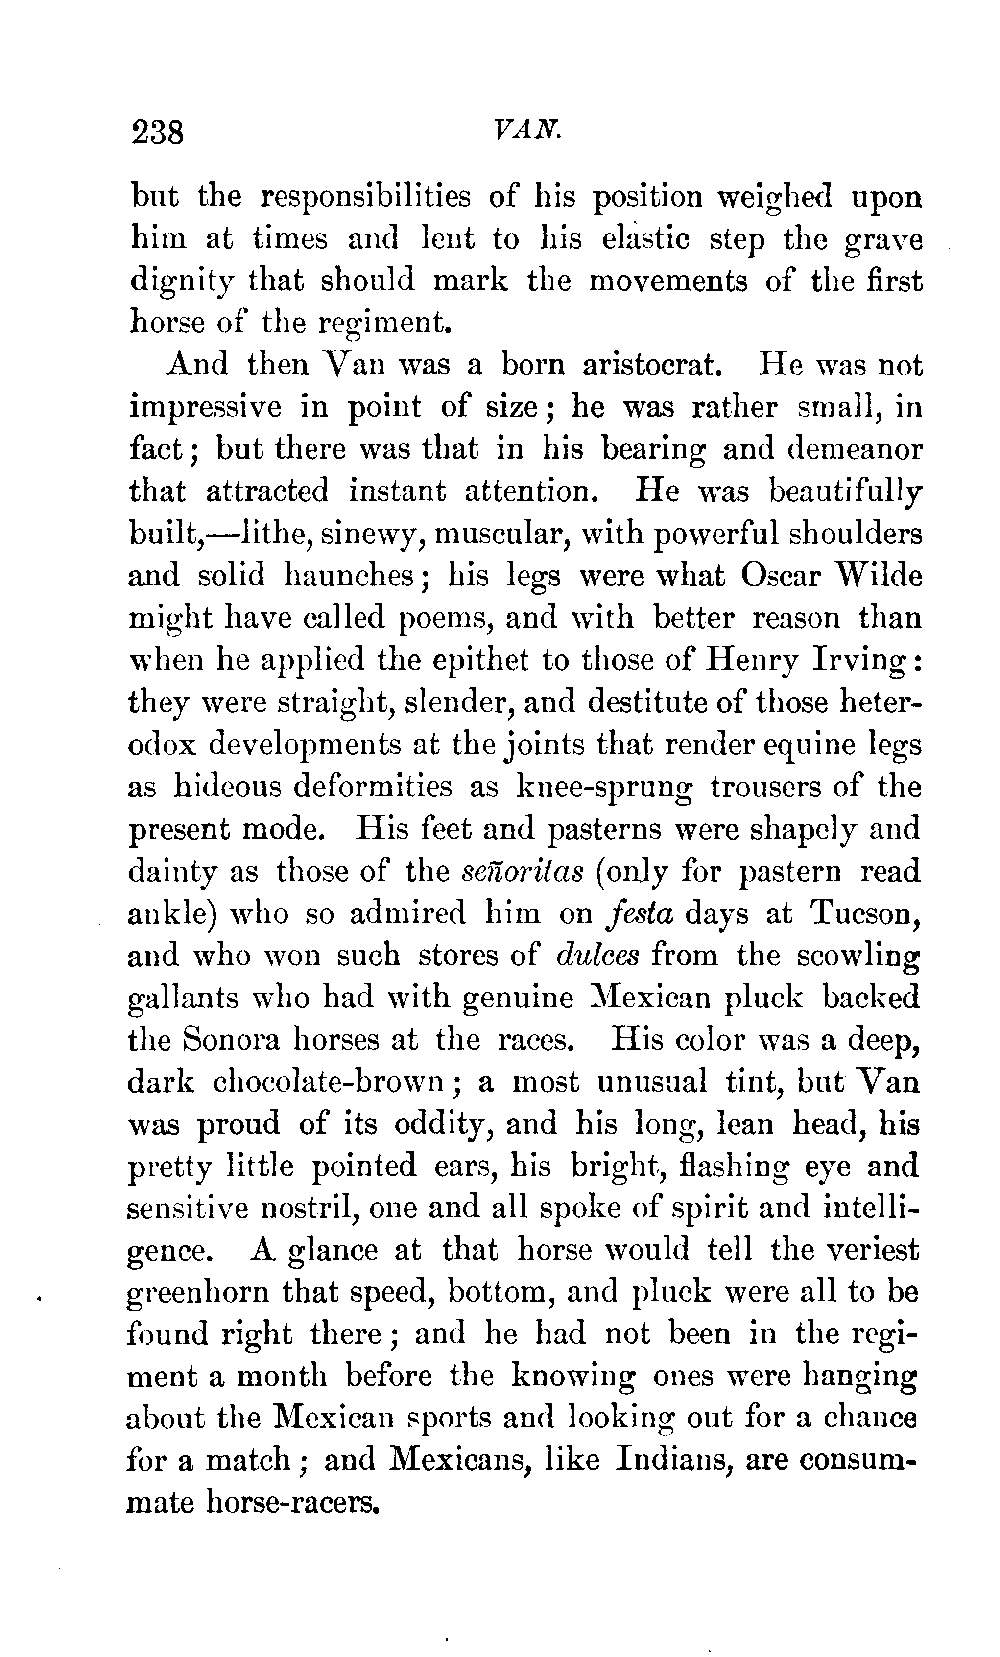 238 VAN.
but the responsibilities of his position weighed upon
him at times and lent to his elastic step the grave
dignity that should mark the movements of the first
horse of the regiment.
And then Van was a born aristocrat. He was not
impressive in point of size; he was rather small, in
fact; but there was that in his bearing and demeanor
that attracted instant attention. He was beautifully
built,—lithe, sinewy, muscular, with powerful shoulders
and solid haunches; his legs were what Oscar Wilde
might have called poems, and with better reason than
when he applied the epithet to those of Henry Irving:
they were straight, slender, and destitute of those heter-
odox developments at the joints that render equine legs
as hideous deformities as knee-sprung trousers of the
present mode. His feet and pasterns were shapely and
dainty as those of the señoritas (only for pastern read
ankle) who so admired him on festa days at Tucson,
and who won such stores of dulces from the scowling
gallants who had with genuine Mexican pluck backed
the Sonora horses at the races. His color was a deep,
dark chocolate-brown; a most unusual tint, but Van
was proud of its oddity, and his long, lean head, his
pretty little pointed ears, his bright, flashing eye and
sensitive nostril, one and all spoke of spirit and intelli-
gence. A glance at that horse would tell the veriest
greenhorn that speed, bottom, and pluck were all to be
found right there; and he had not been in the regi-
ment a month before the knowing ones were hanging
about the Mexican sports and looking out for a chance
for a match; and Mexicans, like Indians, are consum-
mate horse-racers.